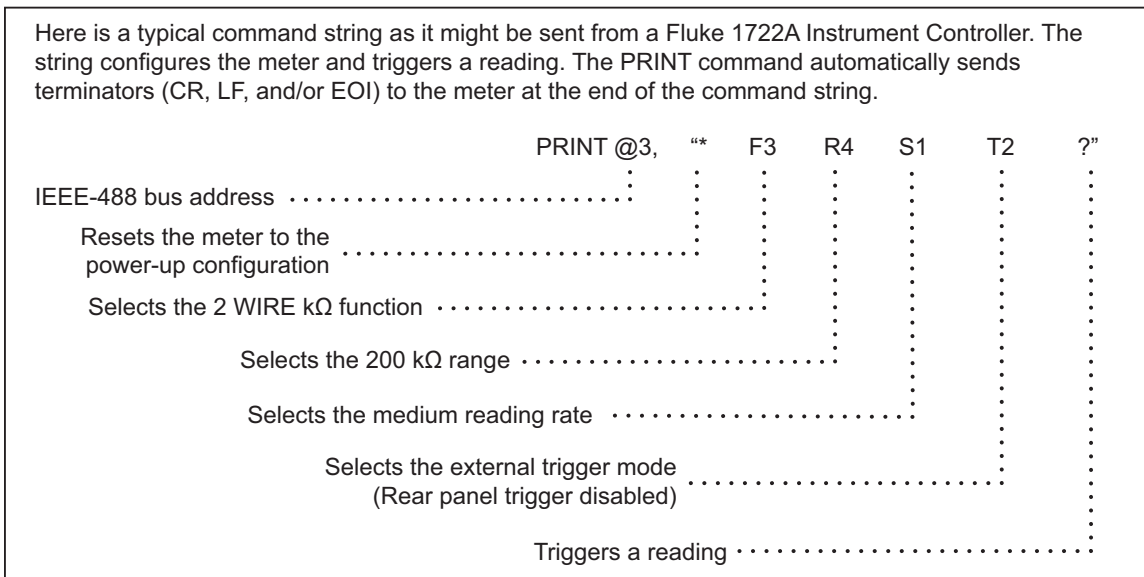 Here is a typical command string as it might be sent from a Fluke 1722A Instrument Controller. The
string configures the meter and triggers a reading. The PRINT command automatically sends
terminators (CR, LF, and/or EOI) to the meter at the end of the command string.
PRINT @3, “* F3 R4 S1 T2 ?”
IEEE-488 bus address
Resets the meter to the
power-up configuration
Selects the 2 WIRE kΩ function
Selects the 200 kΩ range
Selects the medium reading rate
Selects the external trigger mode
(Rear panel trigger disabled)
Triggers a reading